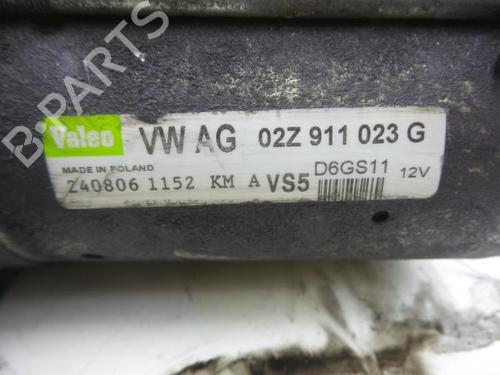 B-PARTS
Valeo VW AG 02Z 911 023 G
MADE IN POLAND
240806 1152 KM A VS5 D6GS11 12V